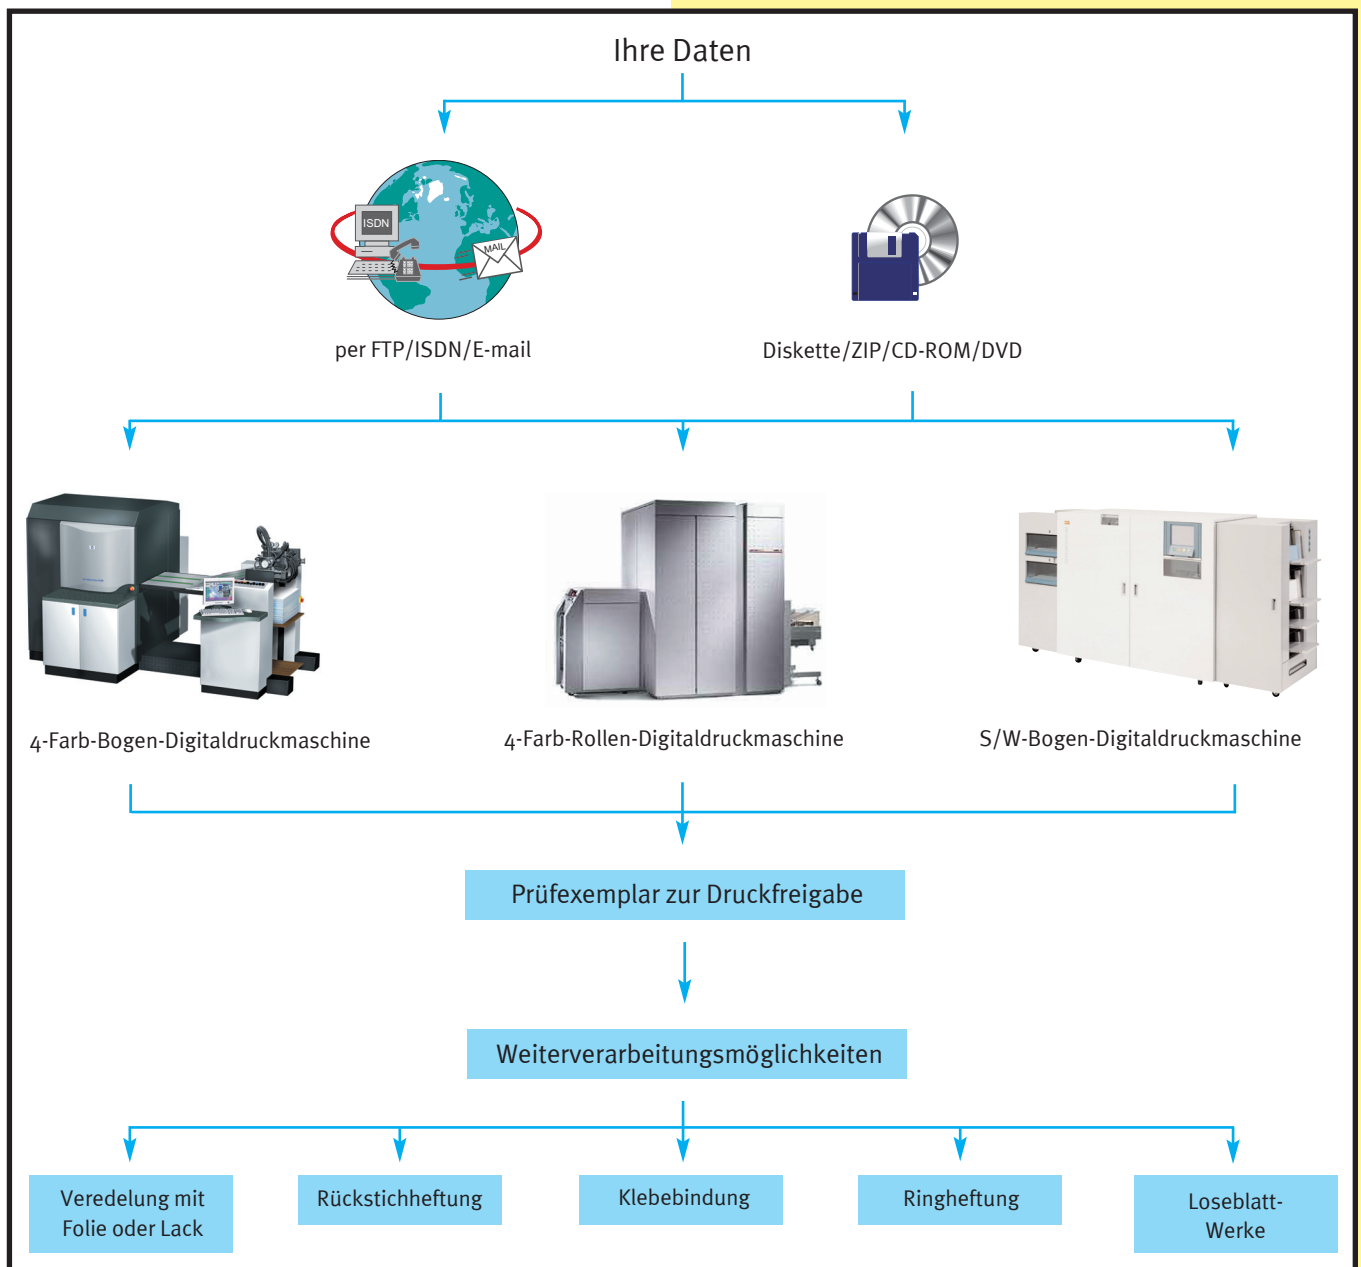 Ihre Daten
ISDN
MAIL
per FTP/ISDN/E-mail
Diskette/ZIP/CD-ROM/DVD
4-Farb-Bogen-Digitaldruckmaschine
4-Farb-Rollen-Digitaldruckmaschine
S/W-Bogen-Digitaldruckmaschine
Prüfexemplar zur Druckfreigabe
Weiterverarbeitungsmöglichkeiten
Veredelung mit
Folie oder Lack
Rückstichheftung
Klebebindung
Ringheftung
Loseblatt-
Werke